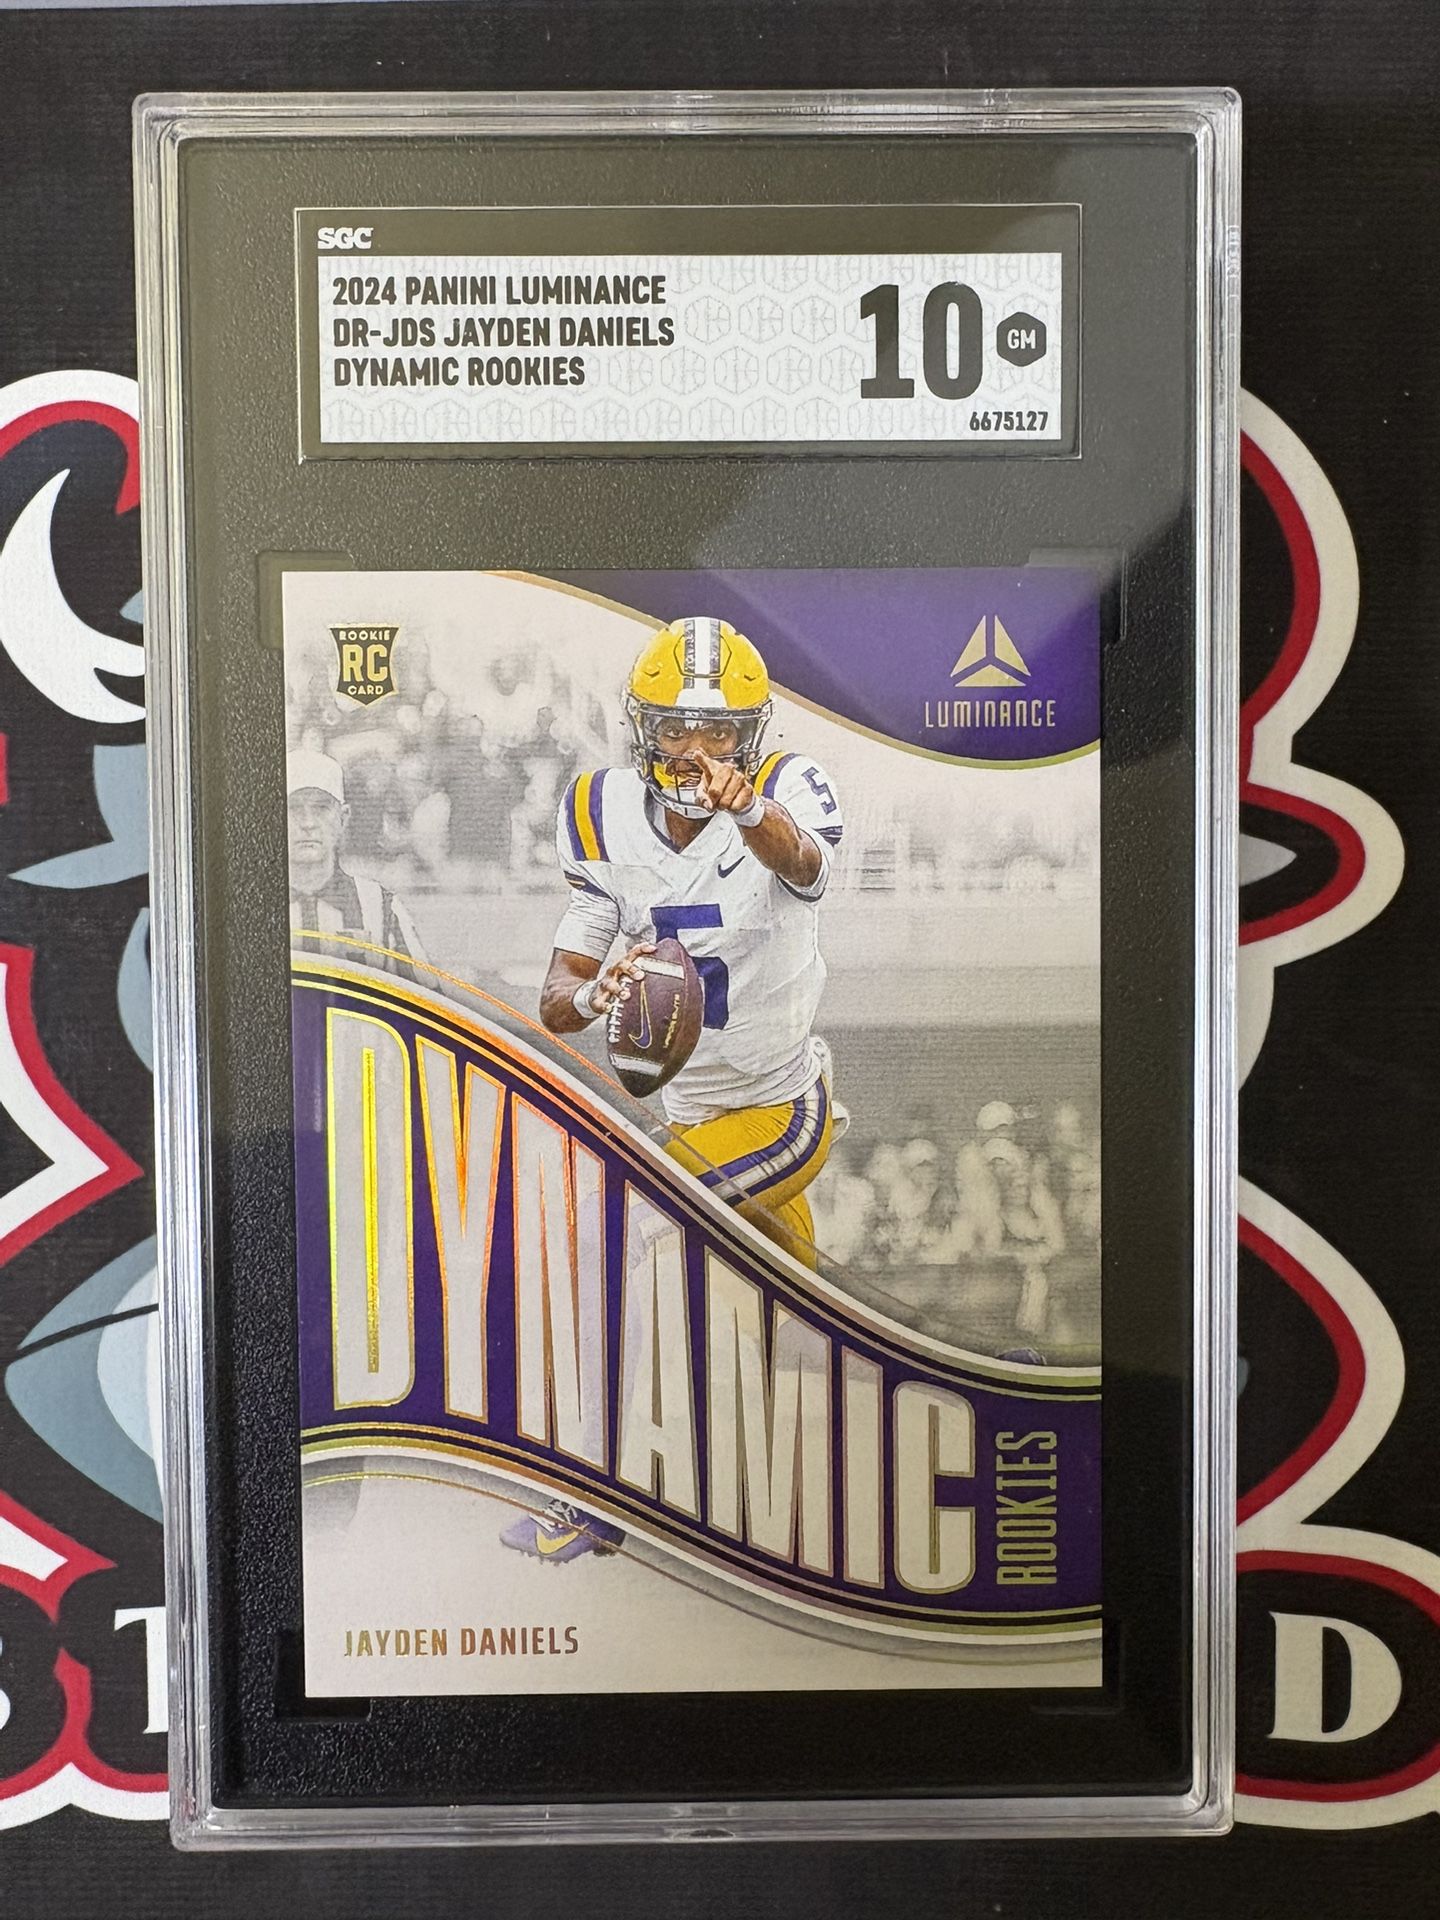 SGC
2024 PANINI LUMINANCE
DR-JDS JAYDEN DANIELS
DYNAMIC ROOKIES
10
GM
6675127
ROOKIE
RC
CARD
LUMINANCE
5
5
DYNAMIC
ROOKIES
JAYDEN DANIELS
D